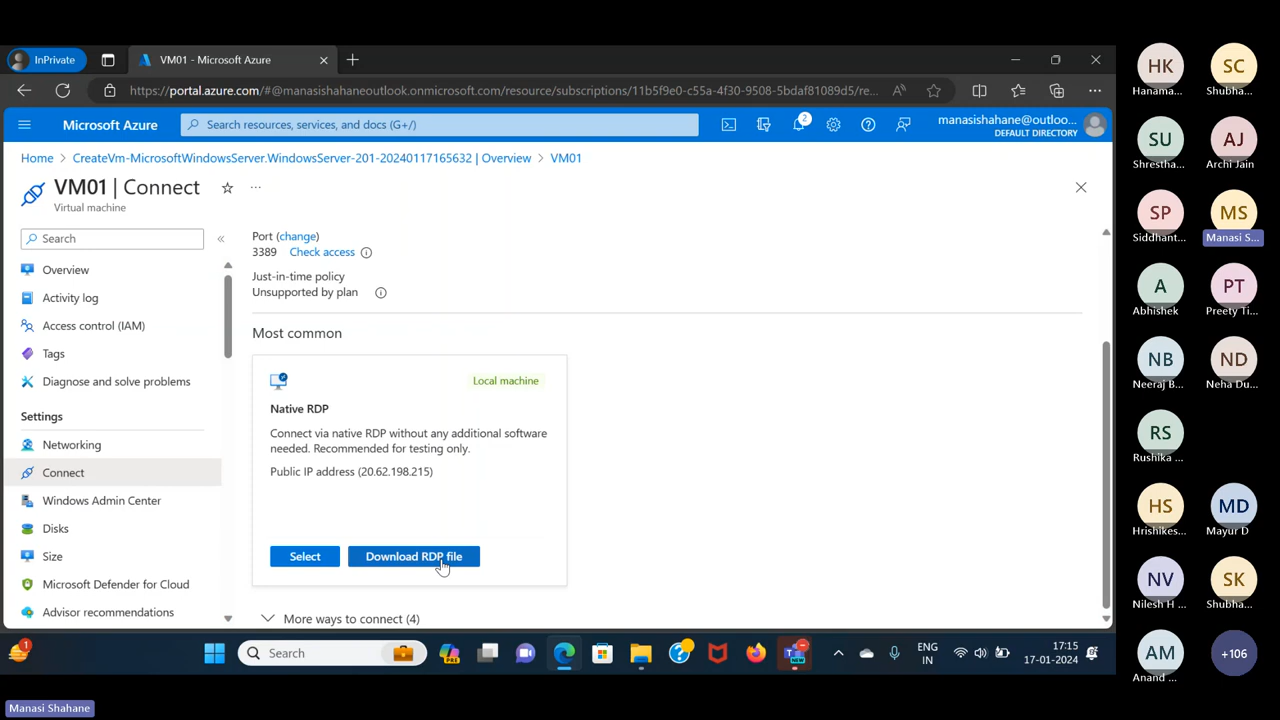 InPrivate
VM01 - Microsoft Azure
https://portal.azure.com/#@manasishahaneoutlook.onmicrosoft.com/resource/subscriptions/11b5f9e0-c55a-4f30-9508-5bdaf81089d5/re...
Microsoft Azure
Search resources, services, and docs (G+/)
2
manasishahane@outloo...
DEFAULT DIRECTORY
Home > CreateVm-MicrosoftWindowsServer.WindowsServer-201-20240117165632 | Overview > VM01
VM01 | Connect
Virtual machine
Search
Overview
Activity log
Access control (IAM)
Tags
Diagnose and solve problems
Settings
Networking
Connect
Windows Admin Center
Disks
Size
Microsoft Defender for Cloud
Advisor recommendations
Port (change)
3389 Check access
Just-in-time policy
Unsupported by plan
Most common
Local machine
Native RDP
Connect via native RDP without any additional software
needed. Recommended for testing only.
Public IP address (20.62.198.215)
Select
Download RDP file
More ways to connect (4)
1
Search
PRE
NEW
ENG
IN
17:15
17-01-2024
HK
Hanama...
SC
Shubha...
SU
Shrestha...
AJ
Archi Jain
SP
Siddhant...
MS
Manasi S...
A
Abhishek
PT
Preety Ti...
NB
Neeraj B...
ND
Neha Du...
RS
Rushika ...
HS
Hrishikes...
MD
Mayur D
NV
Nilesh H ...
SK
Shubha...
AM
Anand ...
+106
Manasi Shahane